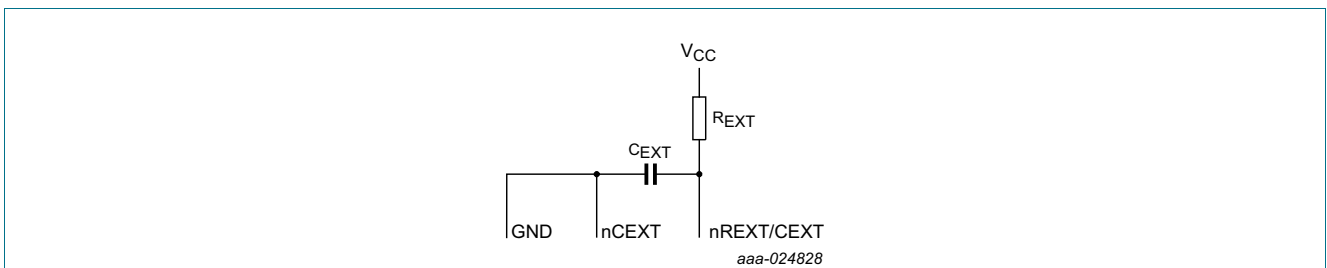 VCC
REXT
CEXT
GND
nCEXT
nREXT/CEXT
aaa-024828